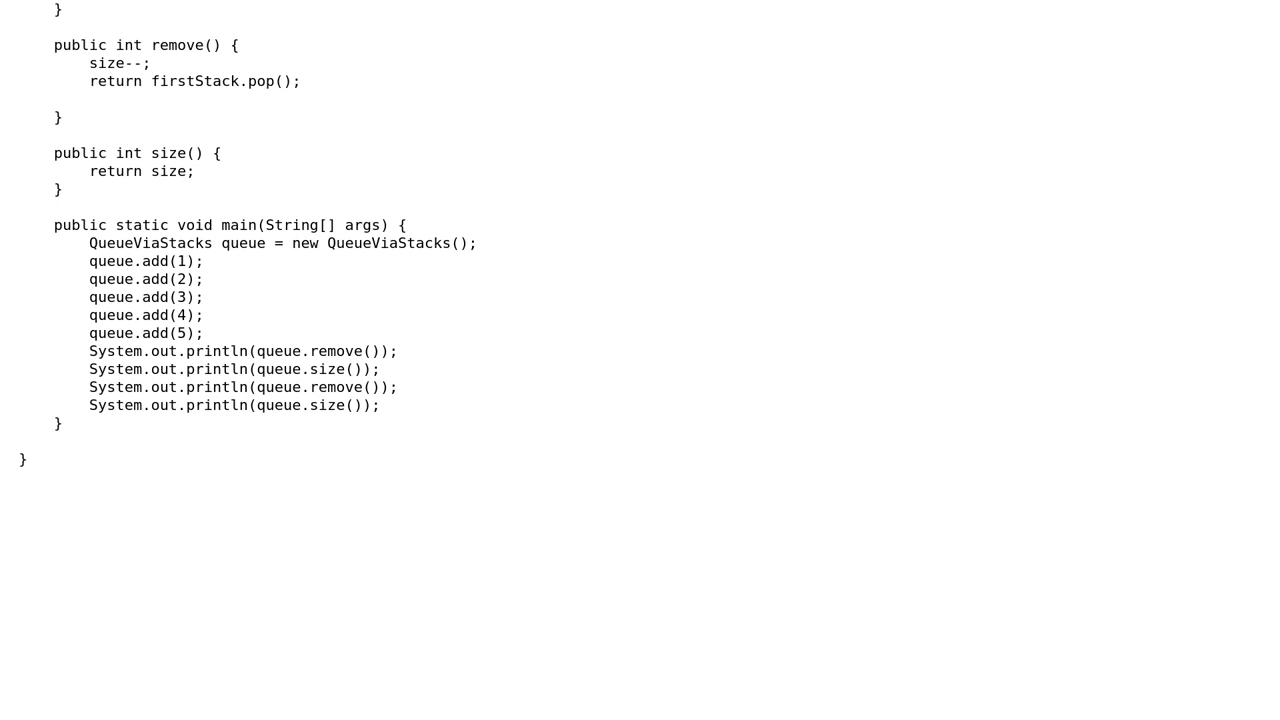 }
public int remove() {
size--;
return firstStack.pop();
}
public int size() {
return size;
}
public static void main(String[] args) {
QueueViaStacks queue = new QueueViaStacks();
queue.add(1);
queue.add(2);
queue.add(3);
queue.add(4);
queue.add(5);
System.out.println(queue.remove());
System.out.println(queue.size());
System.out.println(queue.remove());
System.out.println(queue.size());
}
}